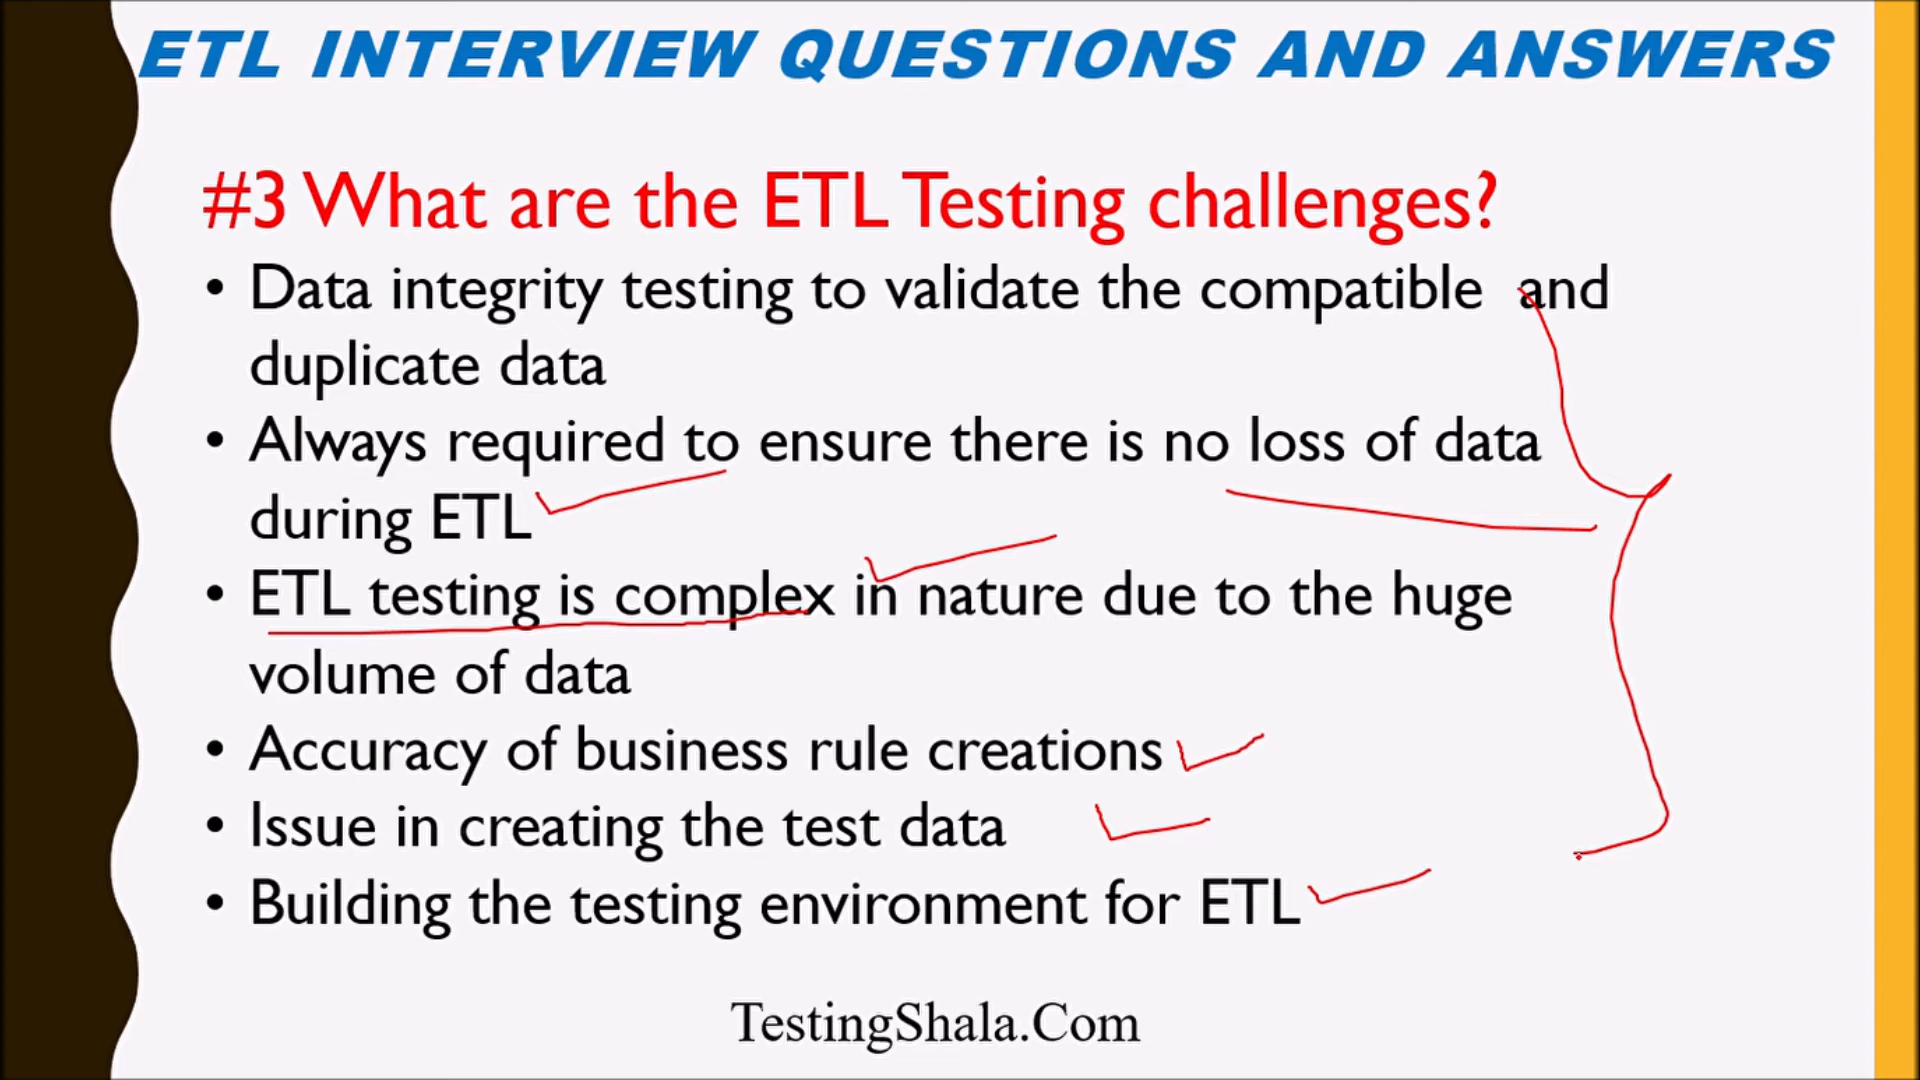 ETL INTERVIEW QUESTIONS AND ANSWERS
#3 What are the ETL Testing challenges?
• Data integrity testing to validate the compatible and
duplicate data
• Always required to ensure there is no loss of data
during ETL
• ETL testing is complex in nature due to the huge
volume of data
• Accuracy of business rule creations
• Issue in creating the test data
• Building the testing environment for ETL
TestingShala.Com